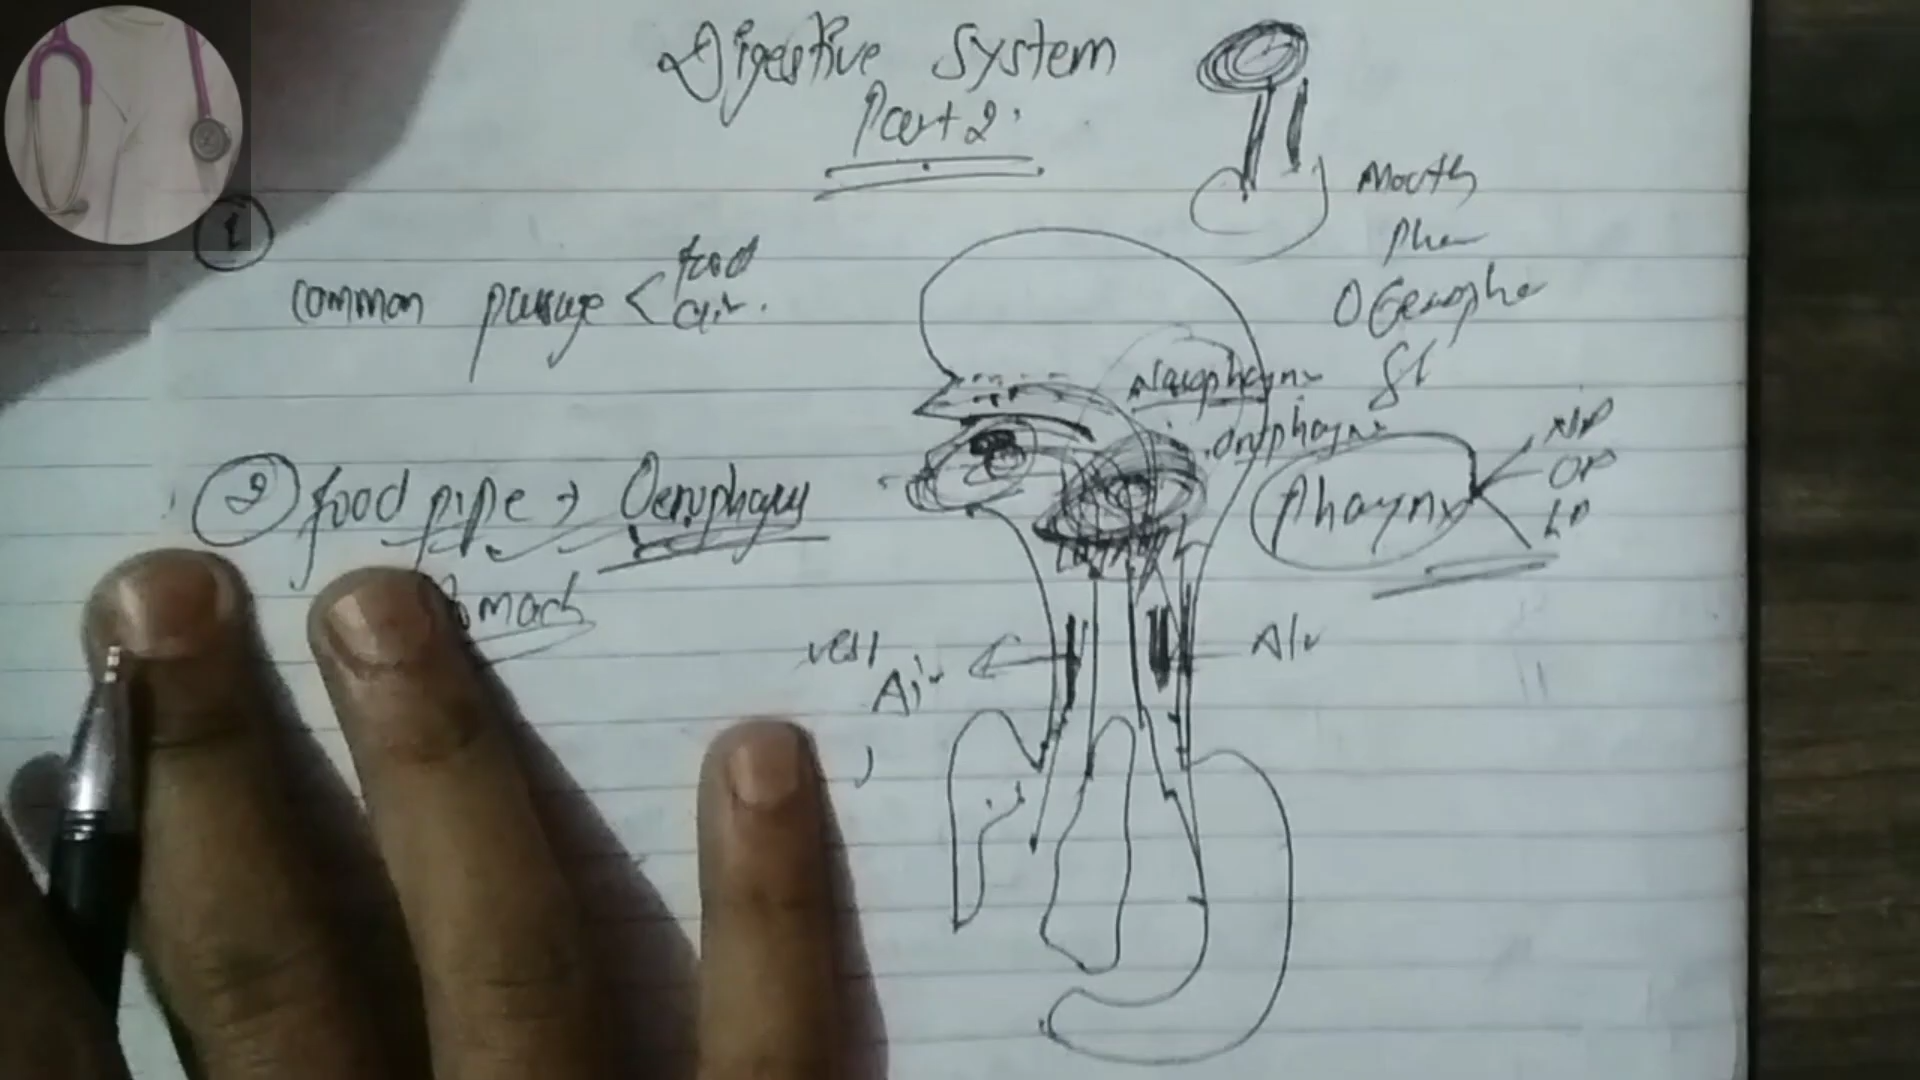 Digestive System
Part 2
Mouth
Pha
1
common passage < food
air.
Nasopharynx
oropharynx
Pharynx
NP
OP
LP
2 food pipe → Oesophagus
Air
Air